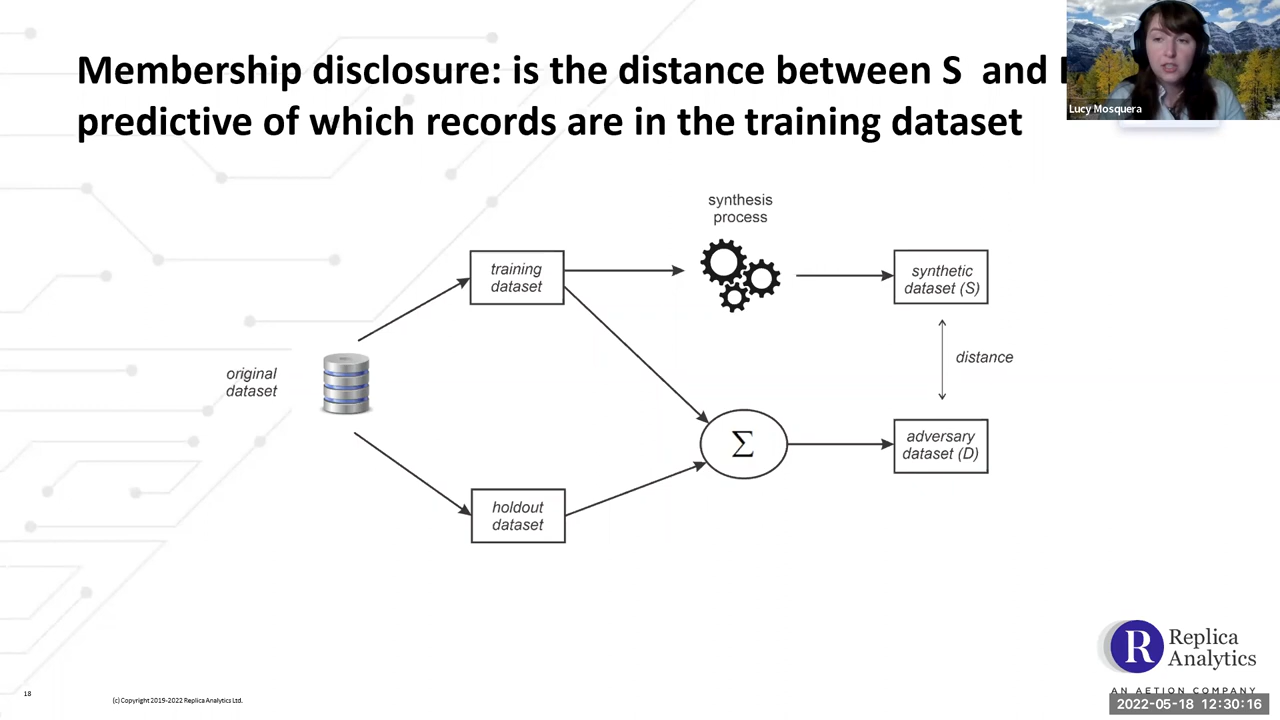 Membership disclosure: is the distance between S and
predictive of which records are in the training dataset
Lucy Mosquera
synthesis
process
training
dataset
synthetic
dataset (S)
original
dataset
distance
adversary
dataset (D)
Σ
holdout
dataset
R
Replica
Analytics
AN AETION COMPANY
18
(c) Copyright 2019-2022 Replica Analytics Ltd.
2022-05-18 12:30:16